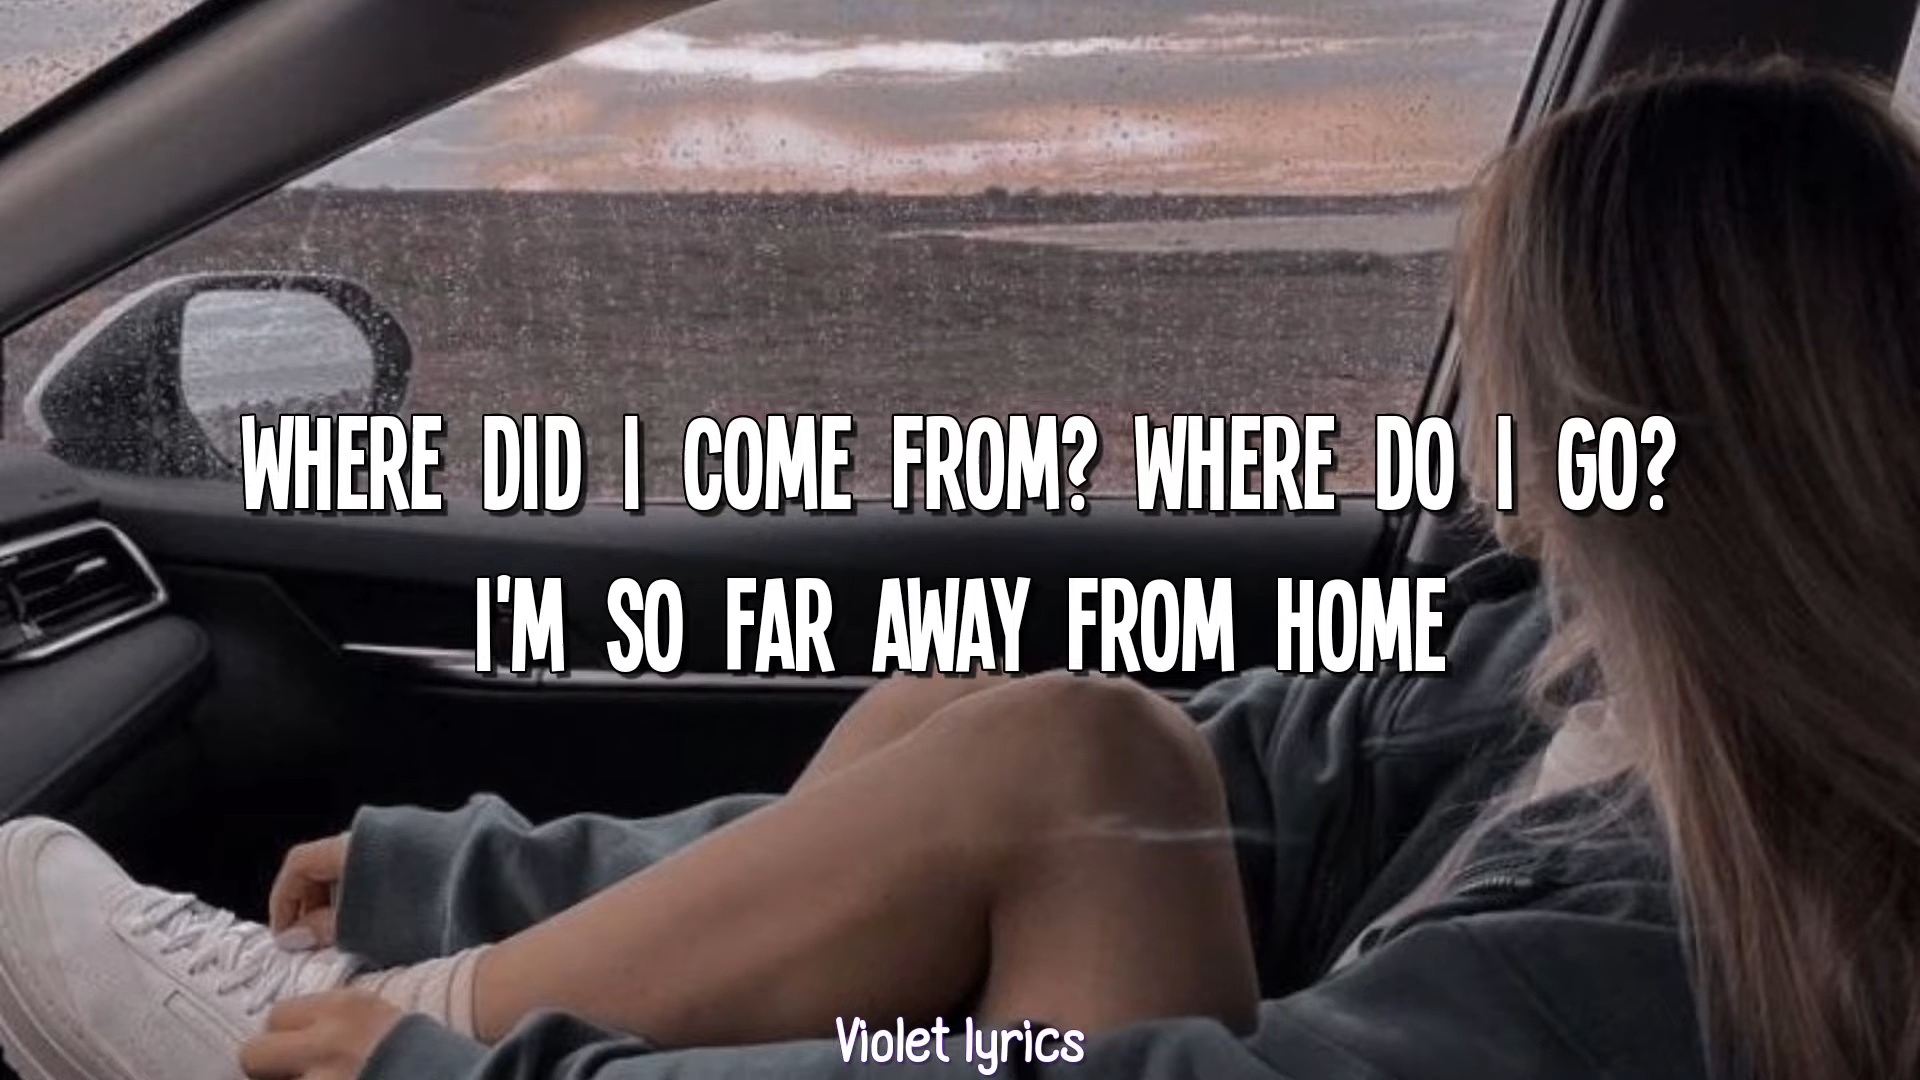 WHERE DID I COME FROM? WHERE DO I GO?
I'M SO FAR AWAY FROM HOME
Violet lyrics